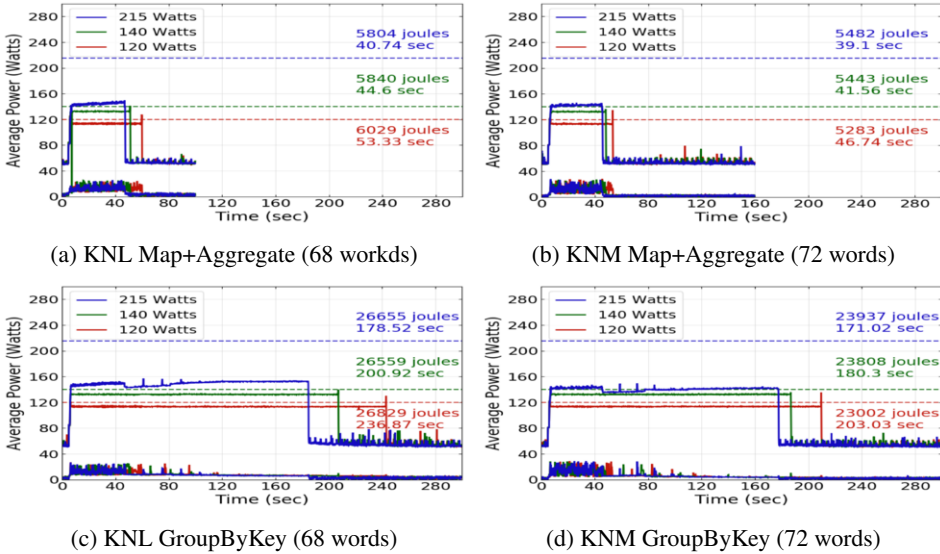 280
240
200
160
120
80
40
0
Average Power (Watts)
215 Watts
140 Watts
120 Watts
5804 joules
40.74 sec
5840 joules
44.6 sec
6029 joules
53.33 sec
0 40 80 120 160 200 240 280
Time (sec)
(a) KNL Map+Aggregate (68 workds)
280
240
200
160
120
80
40
0
Average Power (Watts)
215 Watts
140 Watts
120 Watts
5482 joules
39.1 sec
5443 joules
41.56 sec
5283 joules
46.74 sec
0 40 80 120 160 200 240 280
Time (sec)
(b) KNM Map+Aggregate (72 words)
280
240
200
160
120
80
40
0
Average Power (Watts)
215 Watts
140 Watts
120 Watts
26655 joules
178.52 sec
26559 joules
200.92 sec
26829 joules
236.87 sec
0 40 80 120 160 200 240 280
Time (sec)
(c) KNL GroupByKey (68 words)
280
240
200
160
120
80
40
0
Average Power (Watts)
215 Watts
140 Watts
120 Watts
23937 joules
171.02 sec
23808 joules
180.3 sec
23002 joules
203.03 sec
0 40 80 120 160 200 240 280
Time (sec)
(d) KNM GroupByKey (72 words)